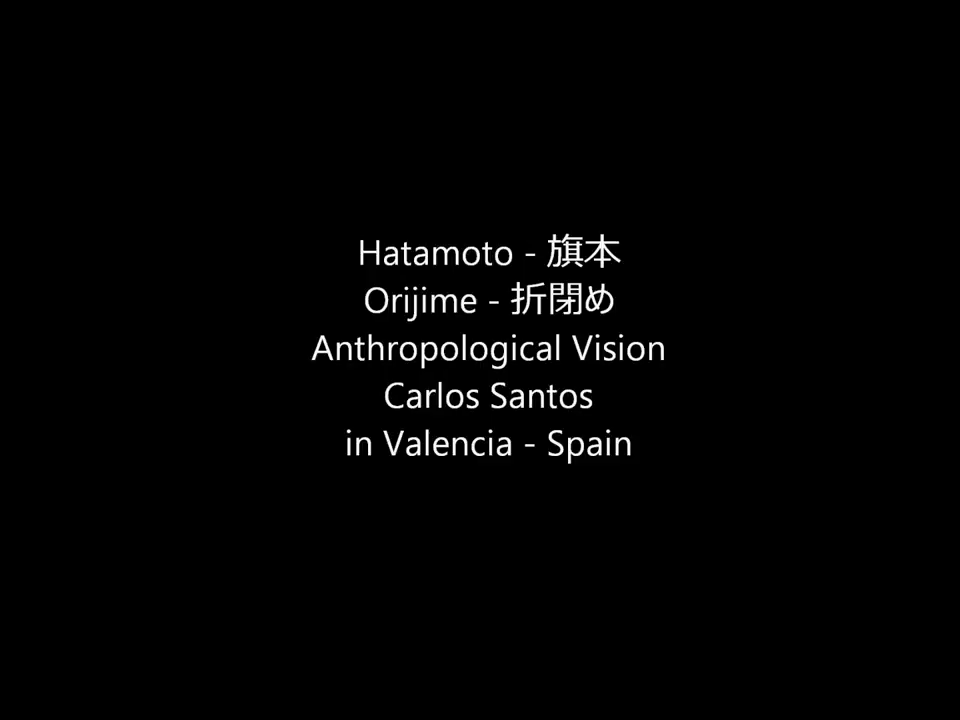 Hatamoto - 旗本
Orijime - 折閉め
Anthropological Vision
Carlos Santos
in Valencia - Spain